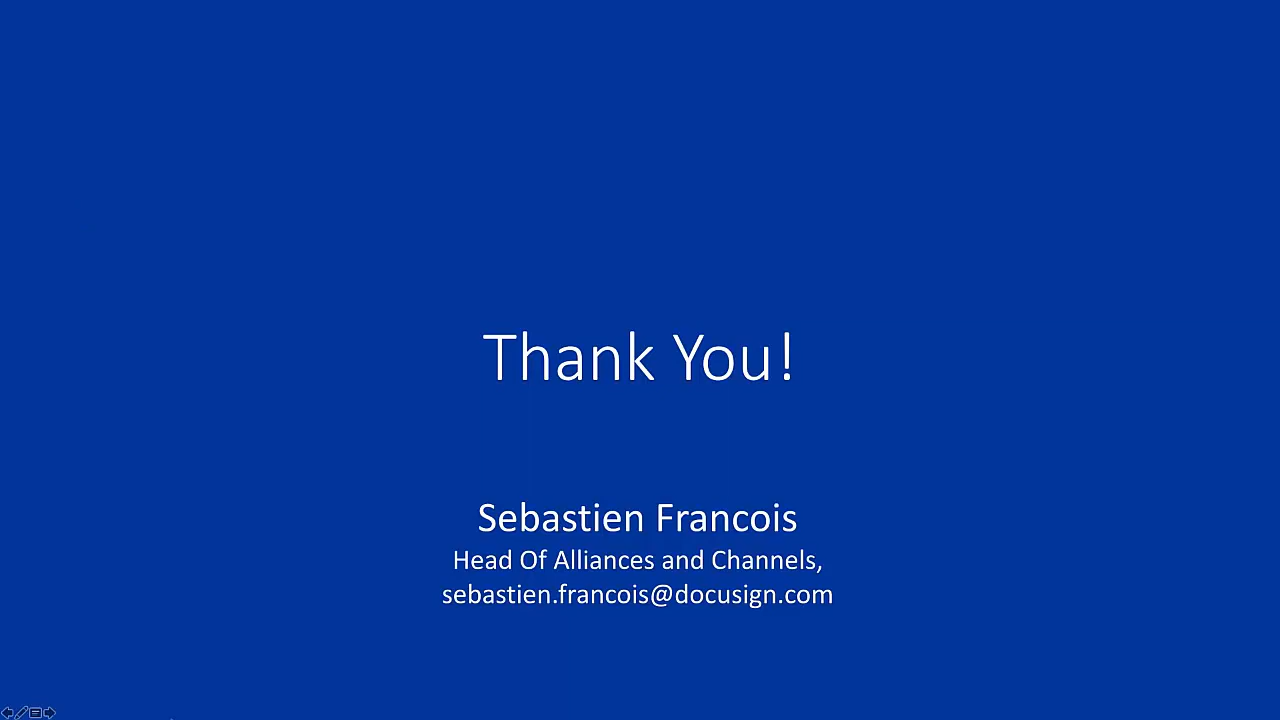 Thank You!
Sebastien Francois
Head Of Alliances and Channels,
sebastien.francois@docusign.com